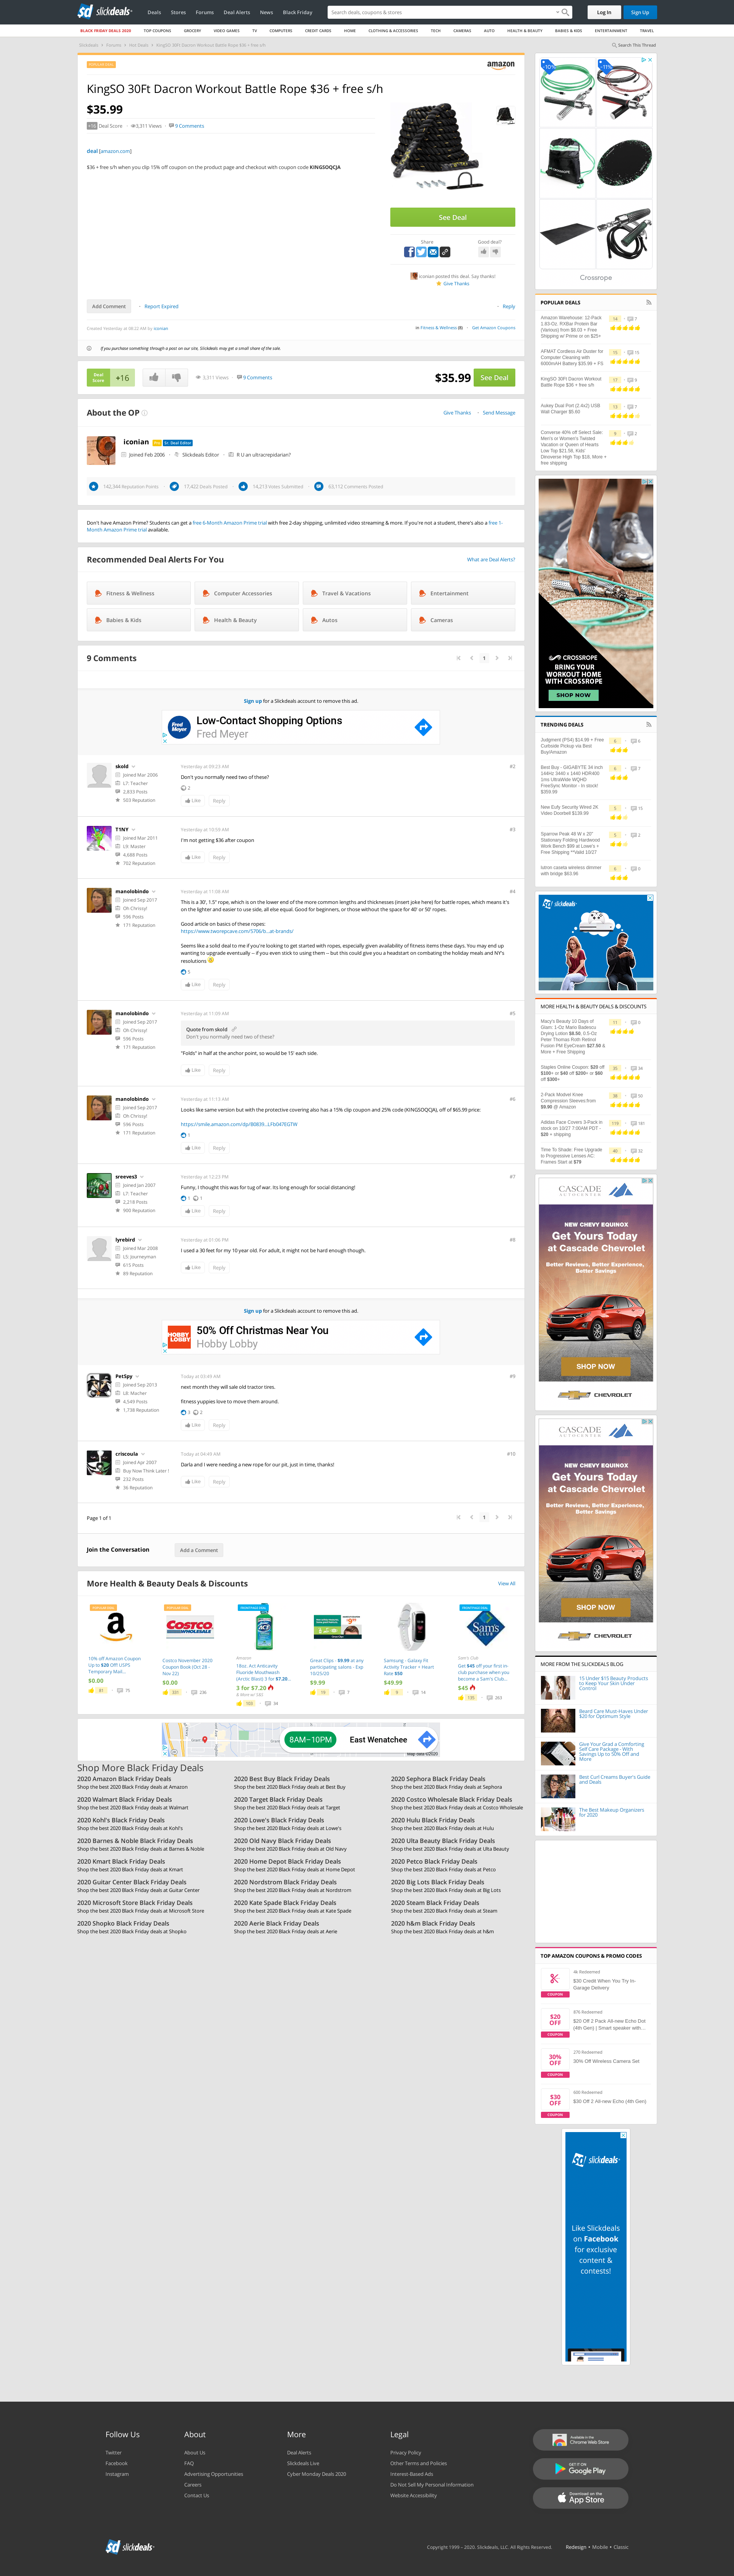 slickdeals
Deals Stores Forums Deal Alerts News Black Friday
Search deals, coupons & stores
Log In Sign Up
BLACK FRIDAY DEALS 2020 TOP COUPONS GROCERY VIDEO GAMES TV COMPUTERS CREDIT CARDS HOME CLOTHING & ACCESSORIES TECH CAMERAS AUTO HEALTH & BEAUTY BABIES & KIDS ENTERTAINMENT TRAVEL
Slickdeals Forums Hot Deals KingSO 30Ft Dacron Workout Battle Rope $36 + free s/h
Search This Thread
POPULAR DEAL
amazon
KingSO 30Ft Dacron Workout Battle Rope $36 + free s/h
$35.99
+16 Deal Score 3,311 Views 9 Comments
deal [amazon.com]
$36 + free s/h when you clip 15% off coupon on the product page and checkout with coupon code KINGSOQCJA
See Deal
Share
Good deal?
iconian posted this deal. Say thanks!
Give Thanks
Add Comment Report Expired Reply
Created Yesterday at 08:22 AM by iconian
in Fitness & Wellness (8) Get Amazon Coupons
If you purchase something through a post on our site, Slickdeals may get a small share of the sale.
Deal Score +16
3,311 Views 9 Comments
$35.99 See Deal
About the OP
Give Thanks Send Message
iconian Pro Sr. Deal Editor
Joined Feb 2006 Slickdeals Editor R U an ultracrepidarian?
142,344 Reputation Points 17,422 Deals Posted 14,213 Votes Submitted 63,112 Comments Posted
Don't have Amazon Prime? Students can get a free 6-Month Amazon Prime trial with free 2-day shipping, unlimited video streaming & more. If you're not a student, there's also a free 1-
Month Amazon Prime trial available.
Recommended Deal Alerts For You
What are Deal Alerts?
Fitness & Wellness Computer Accessories Travel & Vacations Entertainment
Babies & Kids Health & Beauty Autos Cameras
9 Comments
1
Sign up for a Slickdeals account to remove this ad.
Fred Meyer
Low-Contact Shopping Options
Fred Meyer
skold
Joined Mar 2006
L7: Teacher
2,833 Posts
503 Reputation
Yesterday at 09:23 AM
#2
Don't you normally need two of these?
2
Like Reply
T1NY
Joined Mar 2011
L9: Master
4,688 Posts
702 Reputation
Yesterday at 10:59 AM
#3
I'm not getting $36 after coupon
Like Reply
manolobindo
Joined Sep 2017
Oh Chrissy!
596 Posts
171 Reputation
Yesterday at 11:08 AM
#4
This is a 30', 1.5" rope, which is on the lower end of the more common lengths and thicknesses (insert joke here) for battle ropes, which means it's
on the lighter and easier to use side, all else equal. Good for beginners, or those without the space for 40' or 50' ropes.
Good article on basics of these ropes:
https://www.tworepcave.com/5706/b...at-brands/
Seems like a solid deal to me if you're looking to get started with ropes, especially given availability of fitness items these days. You may end up
wanting to upgrade eventually -- if you even stick to using them -- but this could give you a headstart on combating the holiday weight and my NY's
resolutions
5
Like Reply
manolobindo
Joined Sep 2017
Oh Chrissy!
596 Posts
171 Reputation
Yesterday at 11:09 AM
#5
Quote from skold
Don't you normally need two of these?
"Folds" in half at the anchor point, so would be 15' each side.
Like Reply
manolobindo
Joined Sep 2017
Oh Chrissy!
596 Posts
171 Reputation
Yesterday at 11:13 AM
#6
Looks like same version but with the protective covering also has a 15% clip coupon and 25% code (KINGSOQCJA), off of $65.99 price:
1
Like Reply
sreeves3
Joined Jan 2007
L7: Teacher
2,218 Posts
900 Reputation
Yesterday at 12:23 PM
#7
Funny, I thought this was for tug of war. Its long enough for social distancing!
1 1
Like Reply
lyrebird
Joined Mar 2008
L5: Journeyman
615 Posts
89 Reputation
Yesterday at 01:06 PM
#8
I used a 30 feet for my 10 year old. For adult, it might not be hard enough though.
Like Reply
Sign up for a Slickdeals account to remove this ad.
HOBBY LOBBY
50% Off Christmas Near You
Hobby Lobby
PetSpy
Joined Sep 2013
L8: Macher
4,549 Posts
1,738 Reputation
Today at 03:49 AM
#9
next month they will sale old tractor tires.
fitness yuppies love to move them around.
3 2
Like Reply
criscoula
Joined Apr 2007
Buy Now Think Later !
232 Posts
36 Reputation
Today at 04:49 AM
#10
Darla and I were needing a new rope for our pit, just in time, thanks!
Like Reply
Page 1 of 1
1
Join the Conversation
Add a Comment
More Health & Beauty Deals & Discounts
View All
10% off Amazon Coupon
Up to $20 Off! USPS
Temporary Mail...
$0.00
Costco November 2020
Coupon Book (Oct 28 -
Nov 22)
$0.00
Amazon
18oz. Act Anticavity
Fluoride Mouthwash
(Arctic Blast) 3 for $7.20...
3 for $7.20
Great Clips - $9.99 at any
participating salons - Exp
10/25/20
$9.99
Samsung : Galaxy Fit
Activity Tracker + Heart
Rate $50
$49.99
Sam's Club
Get $45 off your first in-
club purchase when you
become a Sam's Club...
$45
8AM–10PM East Wenatchee
Map data ©2020
Shop More Black Friday Deals
2020 Amazon Black Friday Deals
Shop the best 2020 Black Friday deals at Amazon
2020 Best Buy Black Friday Deals
Shop the best 2020 Black Friday deals at Best Buy
2020 Sephora Black Friday Deals
Shop the best 2020 Black Friday deals at Sephora
2020 Walmart Black Friday Deals
Shop the best 2020 Black Friday deals at Walmart
2020 Target Black Friday Deals
Shop the best 2020 Black Friday deals at Target
2020 Costco Wholesale Black Friday Deals
Shop the best 2020 Black Friday deals at Costco Wholesale
2020 Kohl's Black Friday Deals
Shop the best 2020 Black Friday deals at Kohl's
2020 Lowe's Black Friday Deals
Shop the best 2020 Black Friday deals at Lowe's
2020 Hulu Black Friday Deals
Shop the best 2020 Black Friday deals at Hulu
2020 Barnes & Noble Black Friday Deals
Shop the best 2020 Black Friday deals at Barnes & Noble
2020 Old Navy Black Friday Deals
Shop the best 2020 Black Friday deals at Old Navy
2020 Ulta Beauty Black Friday Deals
Shop the best 2020 Black Friday deals at Ulta Beauty
2020 Kmart Black Friday Deals
Shop the best 2020 Black Friday deals at Kmart
2020 Home Depot Black Friday Deals
Shop the best 2020 Black Friday deals at Home Depot
2020 Petco Black Friday Deals
Shop the best 2020 Black Friday deals at Petco
2020 Guitar Center Black Friday Deals
Shop the best 2020 Black Friday deals at Guitar Center
2020 Nordstrom Black Friday Deals
Shop the best 2020 Black Friday deals at Nordstrom
2020 Big Lots Black Friday Deals
Shop the best 2020 Black Friday deals at Big Lots
2020 Microsoft Store Black Friday Deals
Shop the best 2020 Black Friday deals at Microsoft Store
2020 Kate Spade Black Friday Deals
Shop the best 2020 Black Friday deals at Kate Spade
2020 Steam Black Friday Deals
Shop the best 2020 Black Friday deals at Steam
2020 Shopko Black Friday Deals
Shop the best 2020 Black Friday deals at Shopko
2020 Aerie Black Friday Deals
Shop the best 2020 Black Friday deals at Aerie
2020 h&m Black Friday Deals
Shop the best 2020 Black Friday deals at h&m
Crossrope
POPULAR DEALS
Amazon Warehouse: 12-Pack
1.83-Oz. RXBar Protein Bar
(Various) from $8.03 + Free
Shipping w/ Prime or on $25+
AFMAT Cordless Air Duster for
Computer Cleaning with
6000mAH Battery $35.99 + FS
KingSO 30Ft Dacron Workout
Battle Rope $36 + free s/h
Aukey Dual Port (2.4x2) USB
Wall Charger $5.60
Converse 40% off Select Sale:
Men's or Women's Twisted
Vacation or Queen of Hearts
Low Top $21.58, Kids'
Dinoverse High Top $18, More +
free shipping
CROSSROPE
BRING YOUR
WORKOUT HOME
WITH CROSSROPE
SHOP NOW
TRENDING DEALS
Judgment (PS4) $14.99 + Free
Curbside Pickup via Best
Buy/Amazon
Best Buy - GIGABYTE 34 inch
144Hz 3440 x 1440 HDR400
1ms UltraWide WQHD
FreeSync Monitor - In stock!
$359.99
New Eufy Security Wired 2K
Video Doorbell $139.99
Sparrow Peak 48 W x 20"
Stationary Folding Hardwood
Work Bench $99 at Lowe's +
Free Shipping **Valid 10/27
lutron caseta wireless dimmer
with bridge $63.96
slickdeals
MORE HEALTH & BEAUTY DEALS & DISCOUNTS
Macy's Beauty 10 Days of
Glam: 1-Oz Mario Badescu
Drying Lotion $8.50, 0.5-Oz
Peter Thomas Roth Retinol
Fusion PM EyeCream $27.50 &
More + Free Shipping
Staples Online Coupon: $20 off
$100+ or $40 off $200+ or $60
off $300+
2-Pack Modvel Knee
Compression Sleeves from
$9.90 @ Amazon
Adidas Face Covers 3-Pack in
stock on 10/27 7:00AM PDT -
$20 + shipping
Time To Shade: Free Upgrade
to Progressive Lenses AC:
Frames Start at $79
CASCADE
AUTOCENTER
NEW CHEVY EQUINOX
Get Yours Today
at Cascade Chevrolet
Better Reviews, Better Experience,
Better Savings
SHOP NOW
CHEVROLET
CASCADE
AUTOCENTER
NEW CHEVY EQUINOX
Get Yours Today
at Cascade Chevrolet
Better Reviews, Better Experience,
Better Savings
SHOP NOW
CHEVROLET
MORE FROM THE SLICKDEALS BLOG
15 Under $15 Beauty Products
to Keep Your Skin Under
Control
Beard Care Must-Haves Under
$20 for Optimum Style
Give Your Grad a Comforting
Self Care Package - With
Savings Up to 50% Off and
More
Best Curl Creams Buyer's Guide
and Deals
The Best Makeup Organizers
for 2020
TOP AMAZON COUPONS & PROMO CODES
COUPON
$30 Credit When You Try In-
Garage Delivery
$20 OFF
COUPON
876 Redeemed
$20 Off 2 Pack All-new Echo Dot
(4th Gen) | Smart speaker with...
30% OFF
COUPON
270 Redeemed
30% Off Wireless Camera Set
$30 OFF
COUPON
600 Redeemed
$30 Off 2 All-new Echo (4th Gen)
slickdeals
Like Slickdeals
on Facebook
for exclusive
content &
contests!
Follow Us
Twitter
Facebook
Instagram
About
About Us
FAQ
Advertising Opportunities
Careers
Contact Us
More
Deal Alerts
Slickdeals Live
Cyber Monday Deals 2020
Legal
Privacy Policy
Other Terms and Policies
Interest-Based Ads
Do Not Sell My Personal Information
Website Accessibility
Available in the
Chrome Web Store
GET IT ON
Google Play
Download on the
App Store
slickdeals
Copyright 1999 - 2020. Slickdeals, LLC. All Rights Reserved. Redesign • Mobile • Classic